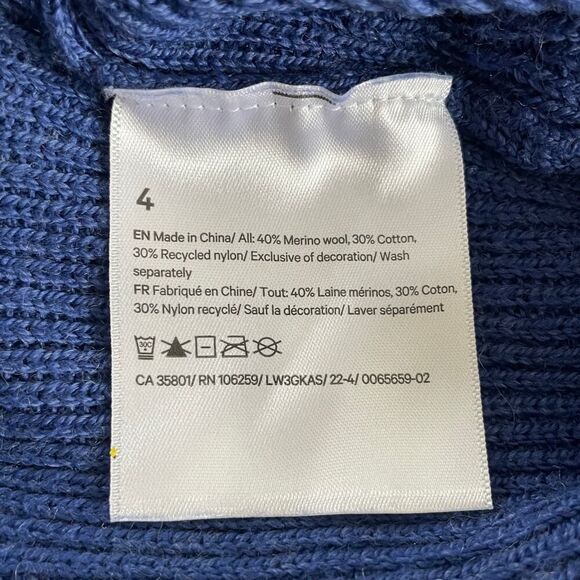 4
EN Made in China/ All: 40% Merino wool, 30% Cotton,
30% Recycled nylon/ Exclusive of decoration/ Wash
separately
FR Fabriqué en Chine/ Tout: 40% Laine mérinos, 30% Coton,
30% Nylon recyclé/ Sauf la décoration/ Laver séparément
30C
CA 35801/ RN 106259/ LW3GKAS/ 22-4/ 0065659-02